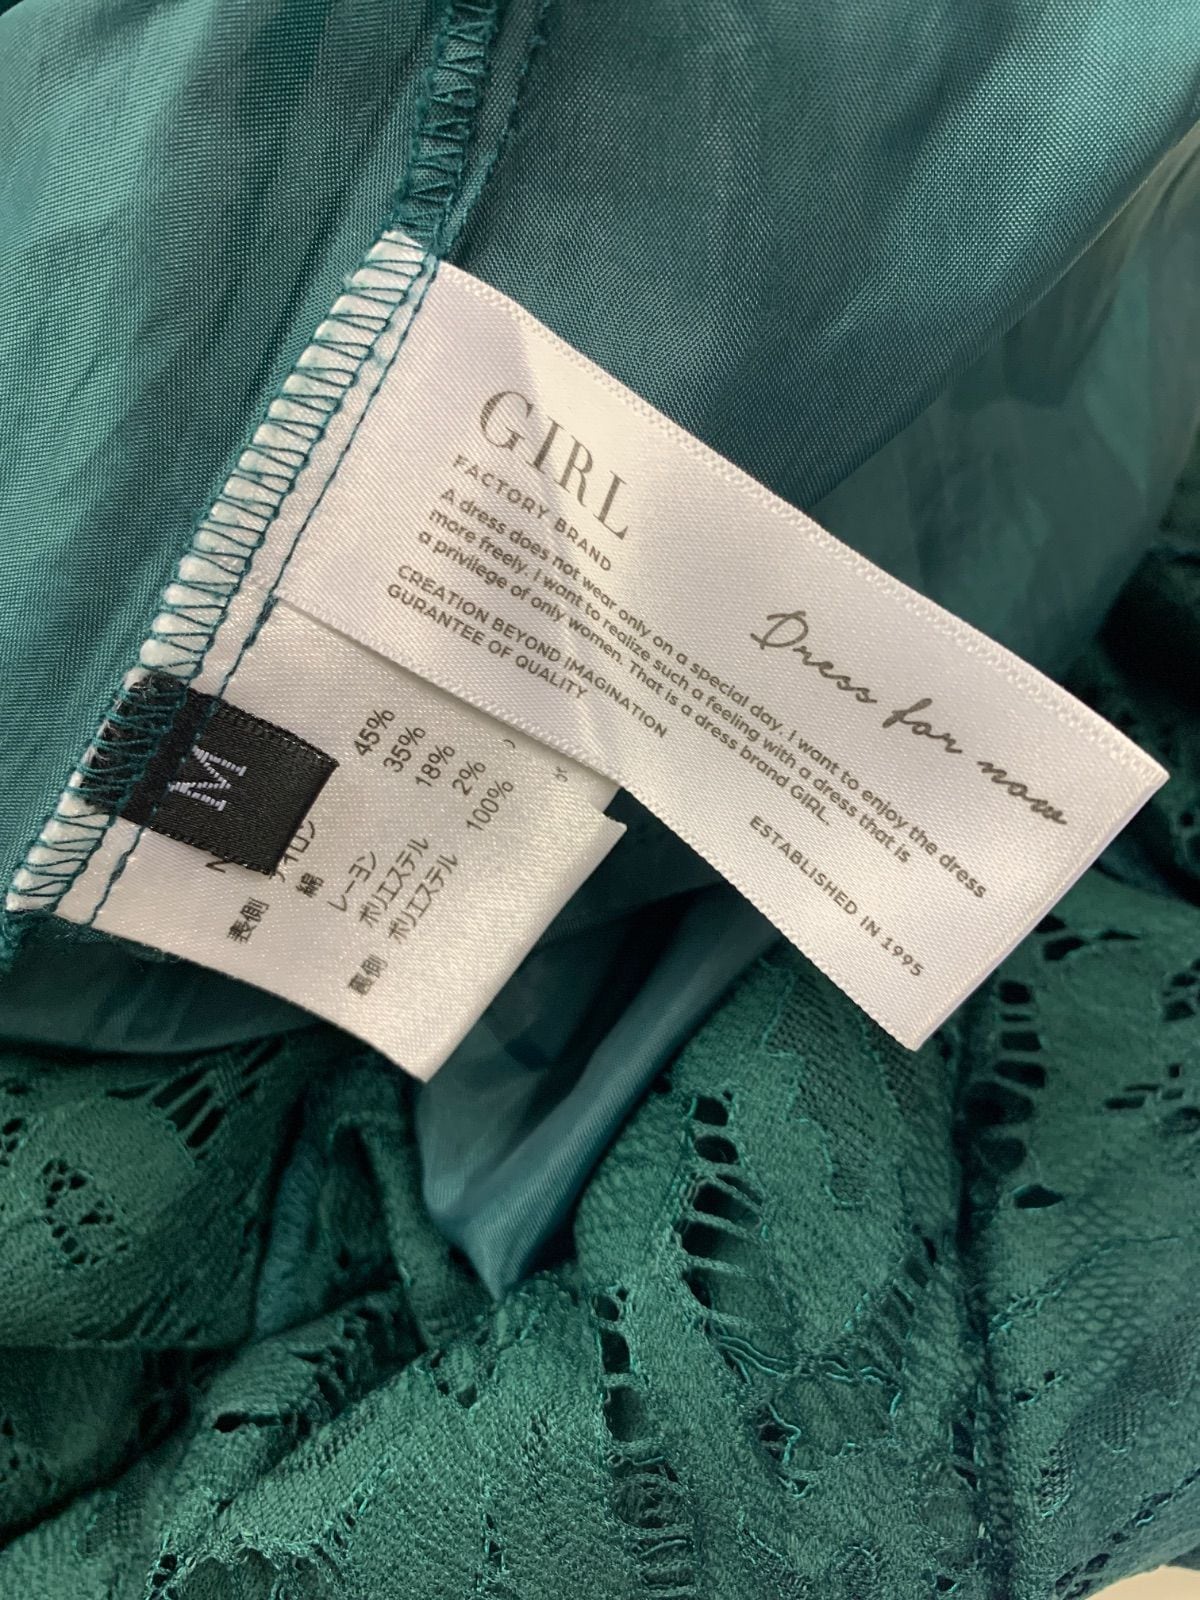 GIRL
FACTORY BRAND
A dress does not wear only on a special day. I want to enjoy the dress
more freely. I want to realize such a feeling with a dress that is
a privilege of only women. That is a dress brand GIRL.
CREATION BEYOND IMAGINATION
GURANTEE OF QUALITY
Dress for now
ESTABLISHED IN 1995
M
45%
表側 綿 35%
レーヨン 18%
ポリエステル 2%
裏側 ポリエステル 100%